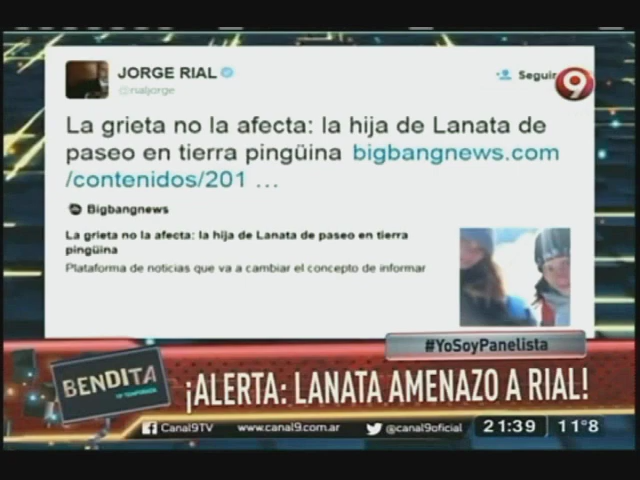 JORGE RIAL
@rialjorge
Seguir
9
La grieta no la afecta: la hija de Lanata de
paseo en tierra pingüina bigbangnews.com
/contenidos/201 ...
Bigbangnews
La grieta no la afecta: la hija de Lanata de paseo en tierra
pingüina
Plataforma de noticias que va a cambiar el concepto de informar
#YoSoyPanelista
BENDITA
¡ALERTA: LANATA AMENAZO A RIAL!
Canal9TV www.canal9.com.ar @canal9oficial 21:39 11°8